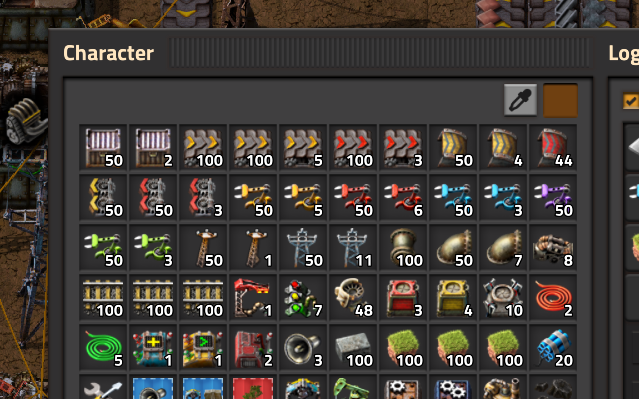 Character
Log
50 2 100 100 5 100 3 50 4 44
50 50 3 50 5 50 6 50 3 50
50 3 50 1 50 11 100 50 7 8
100 100 100 1 7 48 3 4 10 2
5 1 1 2 3 100 100 100 100 20